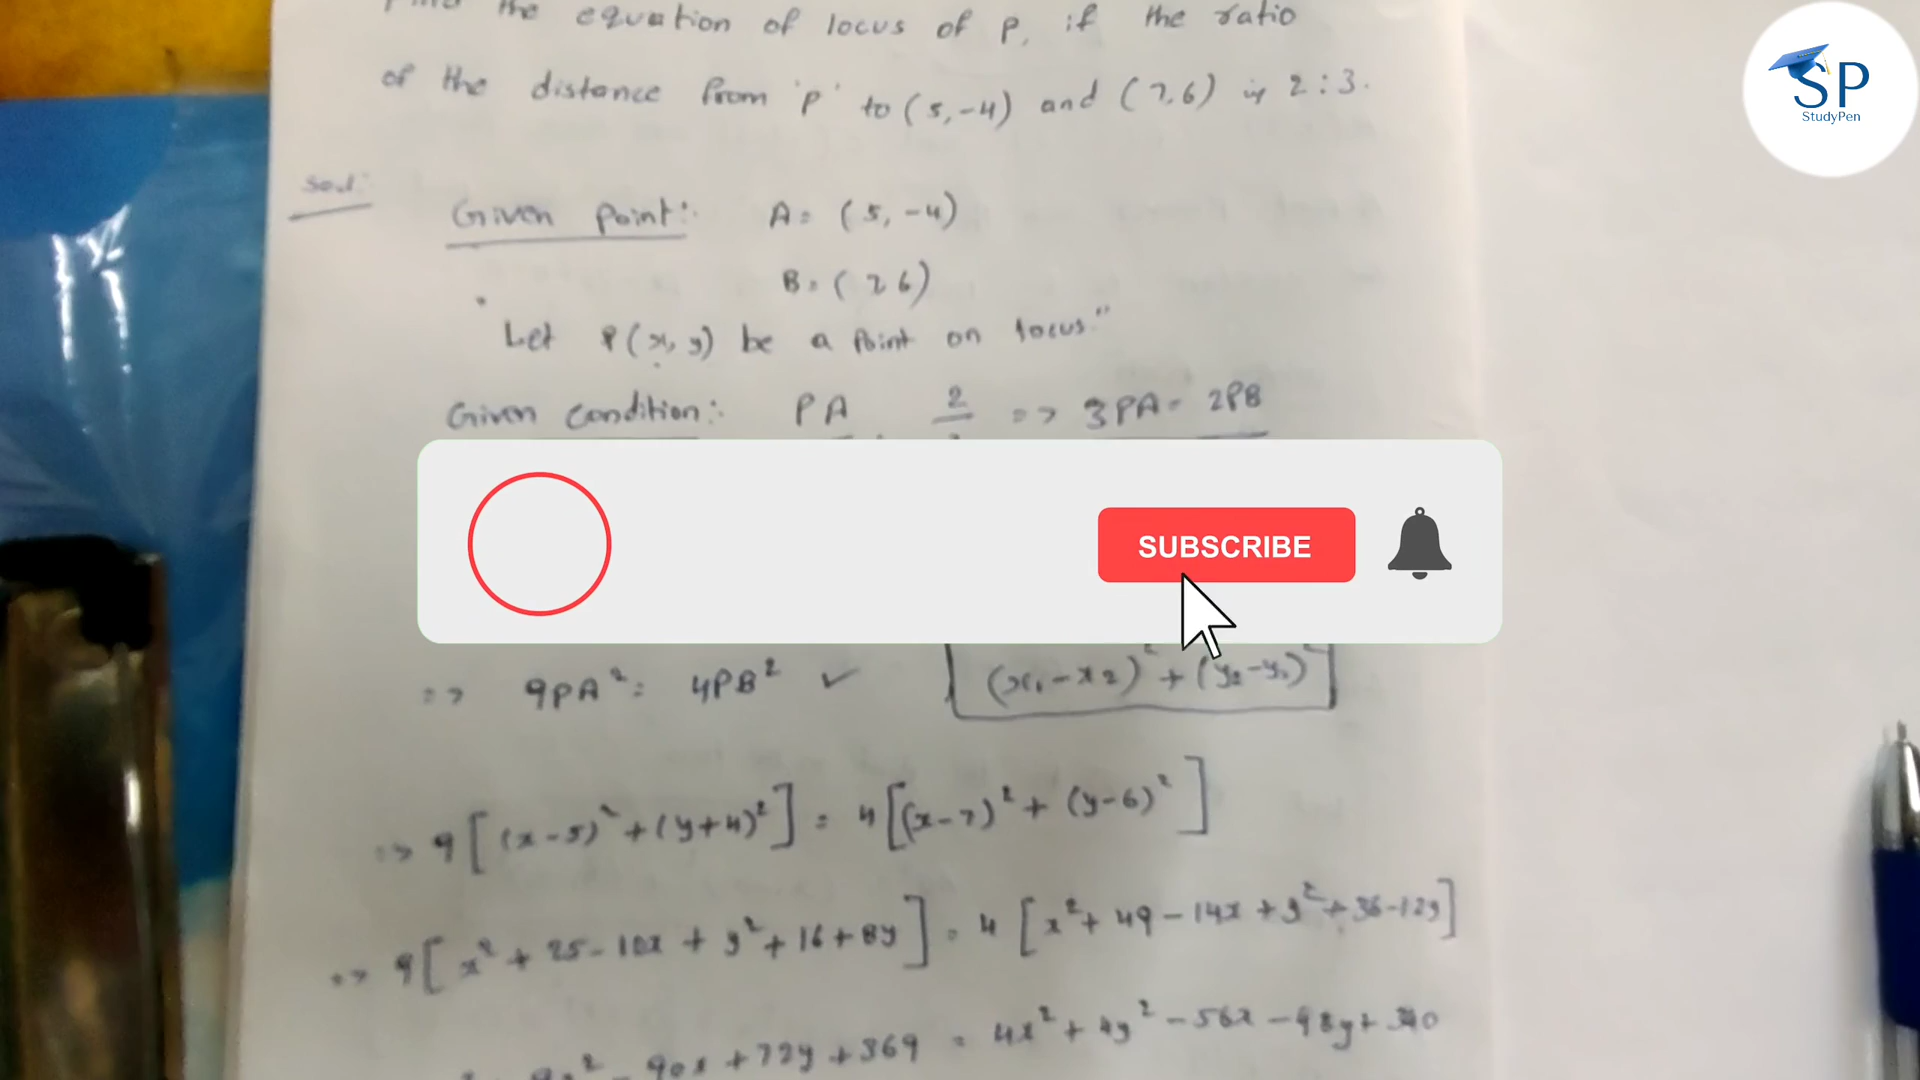 Find the equation of locus of P, if the ratio
of the distance from 'P' to (5,-4) and (7,6) is 2:3.
SP
StudyPen
Sol:
Given Point: A = (5, -4)
B = (7 6)
Let P(x, y) be a point on locus."
Given Condition: PA 2 => 3PA = 2PB
SUBSCRIBE
=> 9PA² = 4PB² ✓ (x₁-x₂)² + (y₂-y₁)²
=> 9[(x-5)² + (y+4)²] = 4[(x-7)² + (y-6)²]
=> 9[x² + 25 - 10x + y² + 16 + 8y] = 4[x² + 49 - 14x + y² + 36 - 12y]
- 90x + 72y + 369 = 4x² + 4y² - 56x - 48y + 340